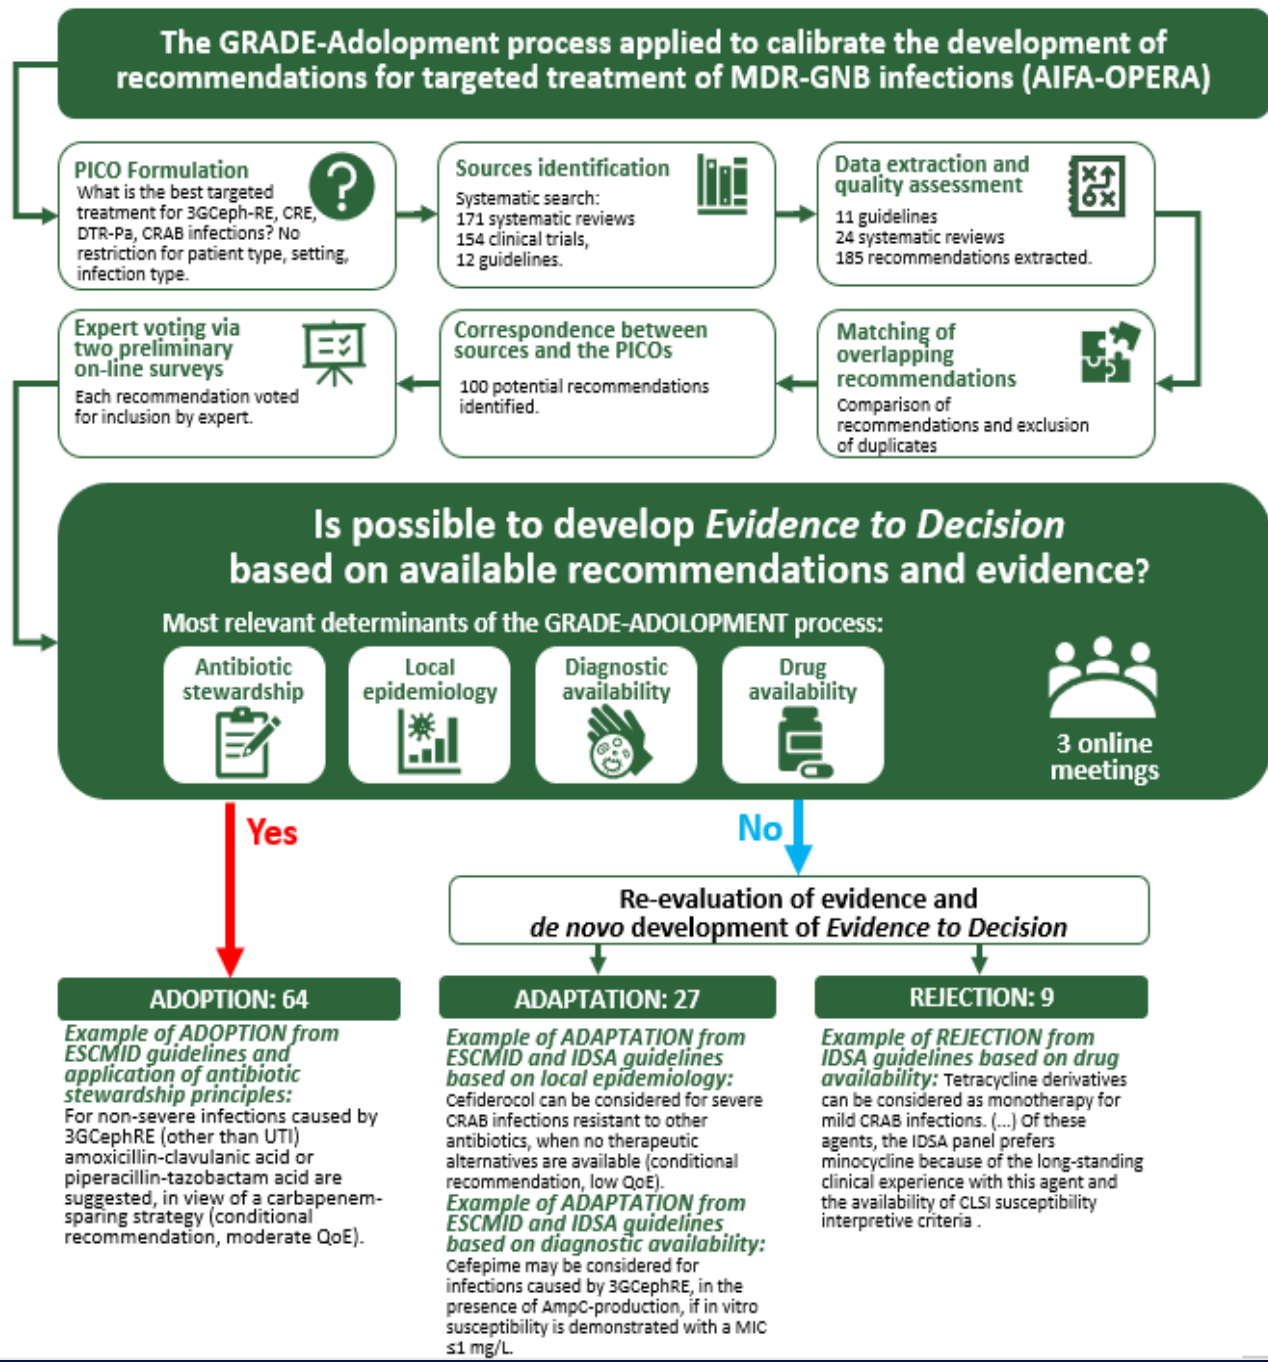 The GRADE-Adolopment process applied to calibrate the development of
recommendations for targeted treatment of MDR-GNB infections (AIFA-OPERA)
PICO Formulation
What is the best targeted
treatment for 3GCeph-RE, CRE,
DTR-Pa, CRAB infections? No
restriction for patient type, setting,
infection type.
Sources identification
Systematic search:
171 systematic reviews
154 clinical trials,
12 guidelines.
Data extraction and
quality assessment
11 guidelines
24 systematic reviews
185 recommendations extracted.
Expert voting via
two preliminary
on-line surveys
Each recommendation voted
for inclusion by expert.
Correspondence between
sources and the PICOs
100 potential recommendations
identified.
Matching of
overlapping
recommendations
Comparison of
recommendations and exclusion
of duplicates
Is possible to develop Evidence to Decision
based on available recommendations and evidence?
Most relevant determinants of the GRADE-ADOLOPMENT process:
Antibiotic
stewardship
Local
epidemiology
Diagnostic
availability
Drug
availability
3 online
meetings
Yes
No
Re-evaluation of evidence and
de novo development of Evidence to Decision
ADOPTION: 64
Example of ADOPTION from
ESCMID guidelines and
application of antibiotic
stewardship principles:
For non-severe infections caused by
3GCephRE (other than UTI)
amoxicillin-clavulanic acid or
piperacillin-tazobactam acid are
suggested, in view of a carbapenem-
sparing strategy (conditional
recommendation, moderate QoE).
ADAPTATION: 27
Example of ADAPTATION from
ESCMID and IDSA guidelines
based on local epidemiology:
Cefiderocol can be considered for severe
CRAB infections resistant to other
antibiotics, when no therapeutic
alternatives are available (conditional
recommendation, low QoE).
Example of ADAPTATION from
ESCMID and IDSA guidelines
based on diagnostic availability:
Cefepime may be considered for
infections caused by 3GCephRE, in the
presence of AmpC-production, if in vitro
susceptibility is demonstrated with a MIC
≤1 mg/L.
REJECTION: 9
Example of REJECTION from
IDSA guidelines based on drug
availability: Tetracycline derivatives
can be considered as monotherapy for
mild CRAB infections. (...) Of these
agents, the IDSA panel prefers
minocycline because of the long-standing
clinical experience with this agent and
the availability of CLSI susceptibility
interpretive criteria .